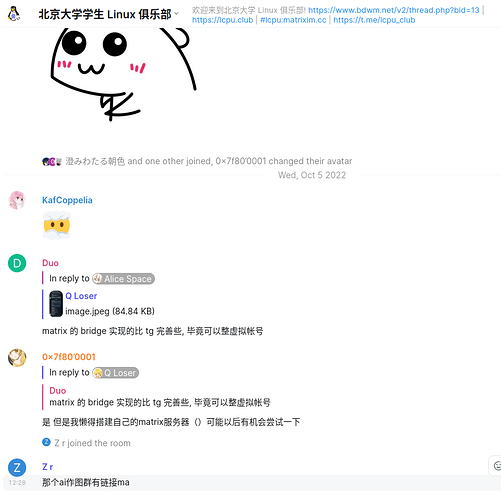 北京大学学生 Linux 俱乐部
欢迎来到北京大学 Linux 俱乐部! https://www.bdwm.net/v2/thread.php?bid=13 |
https://lcpu.club | #lcpu:matrixim.cc | https://t.me/lcpu_club
澄みわたる朝色 and one other joined, 0x7f80'0001 changed their avatar
Wed, Oct 5 2022
KafCoppelia
D
Duo
In reply to Alice Space
Q Loser
image.jpeg (84.84 KB)
matrix 的 bridge 实现的比 tg 完善些, 毕竟可以整虚拟帐号
0x7f80'0001
In reply to Q Loser
Duo
matrix 的 bridge 实现的比 tg 完善些, 毕竟可以整虚拟帐号
是 但是我懒得搭建自己的matrix服务器（）可能以后有机会尝试一下
Z
Z r joined the room
Z
Z r
12:28
那个ai作图群有链接ma